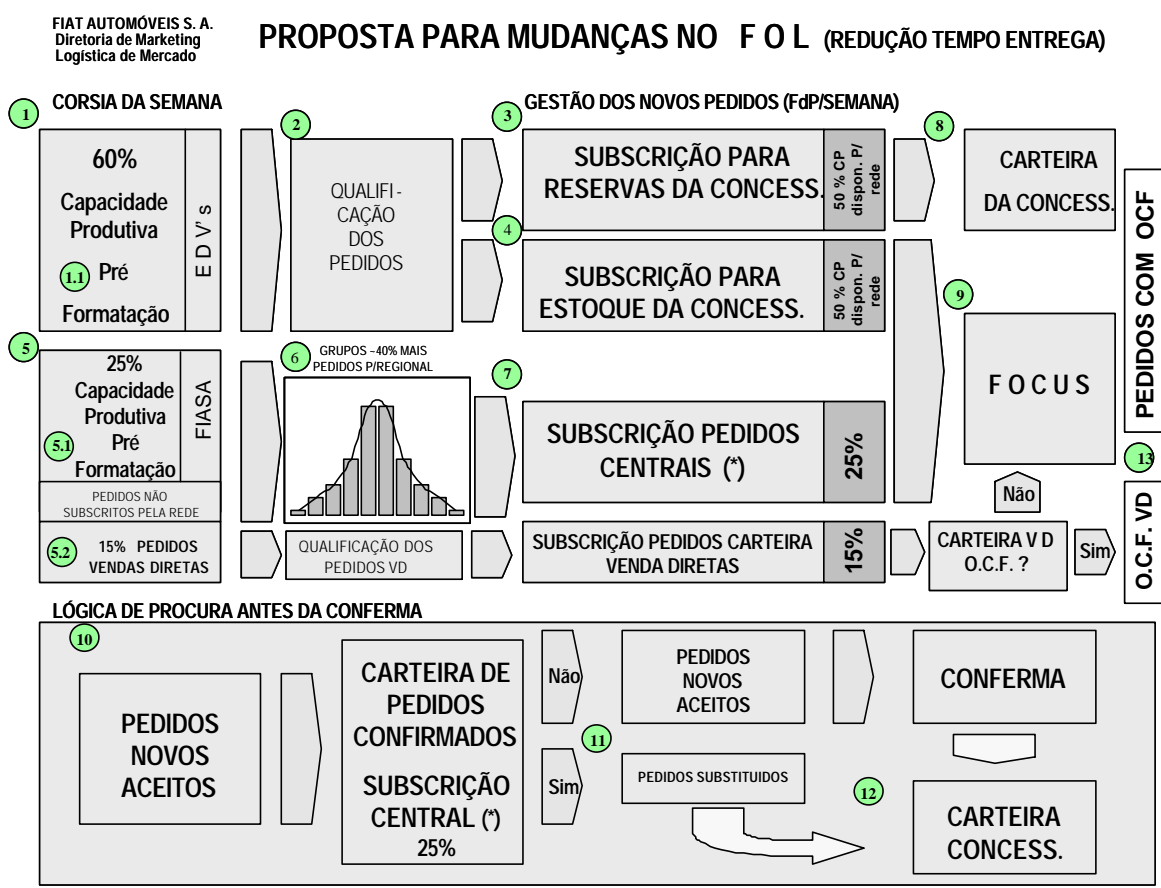 FIAT AUTOMÓVEIS S. A.
Diretoria de Marketing
Logística de Mercado
PROPOSTA PARA MUDANÇAS NO F O L (REDUÇÃO TEMPO ENTREGA)
1
CORSIA DA SEMANA
60%
Capacidade
Produtiva
1.1 Pré
Formatação
E D V' s
2
QUALIFI -
CAÇÃO
DOS
PEDIDOS
GESTÃO DOS NOVOS PEDIDOS (FdP/SEMANA)
3
SUBSCRIÇÃO PARA
RESERVAS DA CONCESS.
50 % CP
dispon. P/
rede
4
SUBSCRIÇÃO PARA
ESTOQUE DA CONCESS.
50 % CP
dispon. P/
rede
8
CARTEIRA
DA CONCESS.
9
F O C U S
PEDIDOS COM OCF
5
25%
Capacidade
Produtiva
5.1 Pré
Formatação
FIASA
PEDIDOS NÃO
SUBSCRITOS PELA REDE
5.2
15% PEDIDOS
VENDAS DIRETAS
6
GRUPOS ~40% MAIS
PEDIDOS P/REGIONAL
QUALIFICAÇÃO DOS
PEDIDOS VD
7
SUBSCRIÇÃO PEDIDOS
CENTRAIS (*)
25%
SUBSCRIÇÃO PEDIDOS CARTEIRA
VENDA DIRETAS
15%
Não
CARTEIRA V D
O.C.F. ?
Sim
13
O.C.F. VD
LÓGICA DE PROCURA ANTES DA CONFERMA
10
PEDIDOS
NOVOS
ACEITOS
CARTEIRA DE
PEDIDOS
CONFIRMADOS
SUBSCRIÇÃO
CENTRAL (*)
25%
Não
PEDIDOS
NOVOS
ACEITOS
CONFERMA
11
Sim
PEDIDOS SUBSTITUIDOS
12
CARTEIRA
CONCESS.